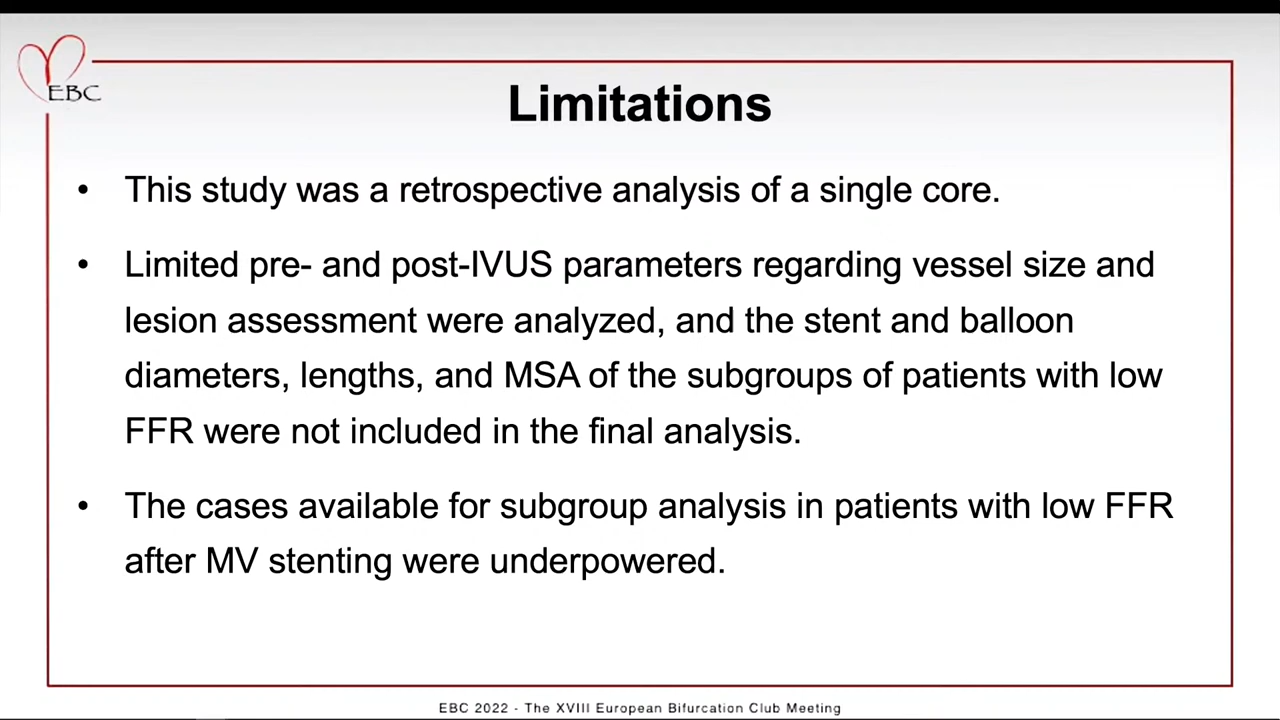 EBC
Limitations
• This study was a retrospective analysis of a single core.
• Limited pre- and post-IVUS parameters regarding vessel size and
lesion assessment were analyzed, and the stent and balloon
diameters, lengths, and MSA of the subgroups of patients with low
FFR were not included in the final analysis.
• The cases available for subgroup analysis in patients with low FFR
after MV stenting were underpowered.
EBC 2022 - The XVIII European Bifurcation Club Meeting